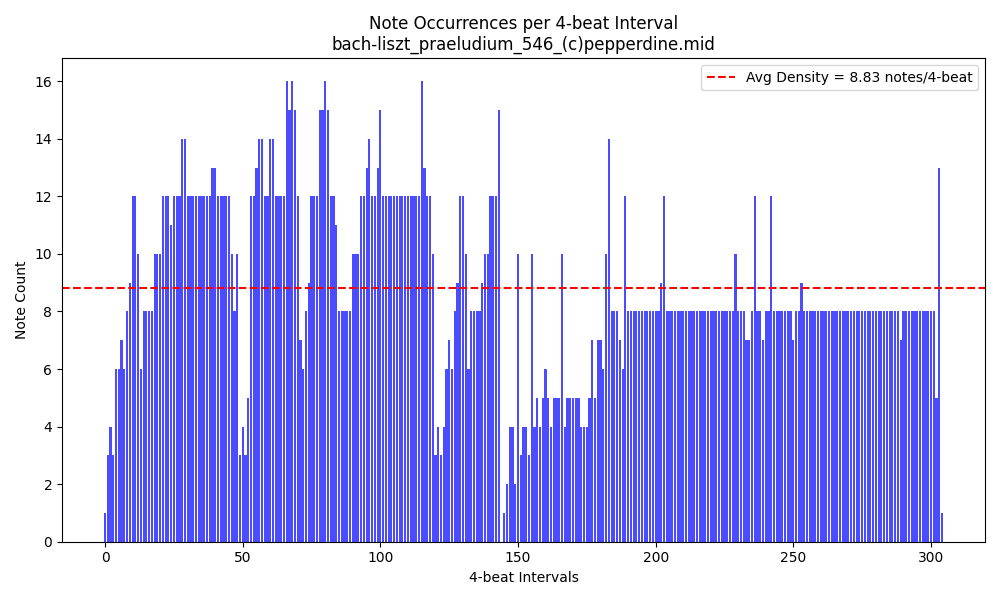 Note Occurrences per 4-beat Interval
bach-liszt_praeludium_546_(c)pepperdine.mid
Avg Density = 8.83 notes/4-beat
Note Count
16
14
12
10
8
6
4
2
0
0 50 100 150 200 250 300
4-beat Intervals